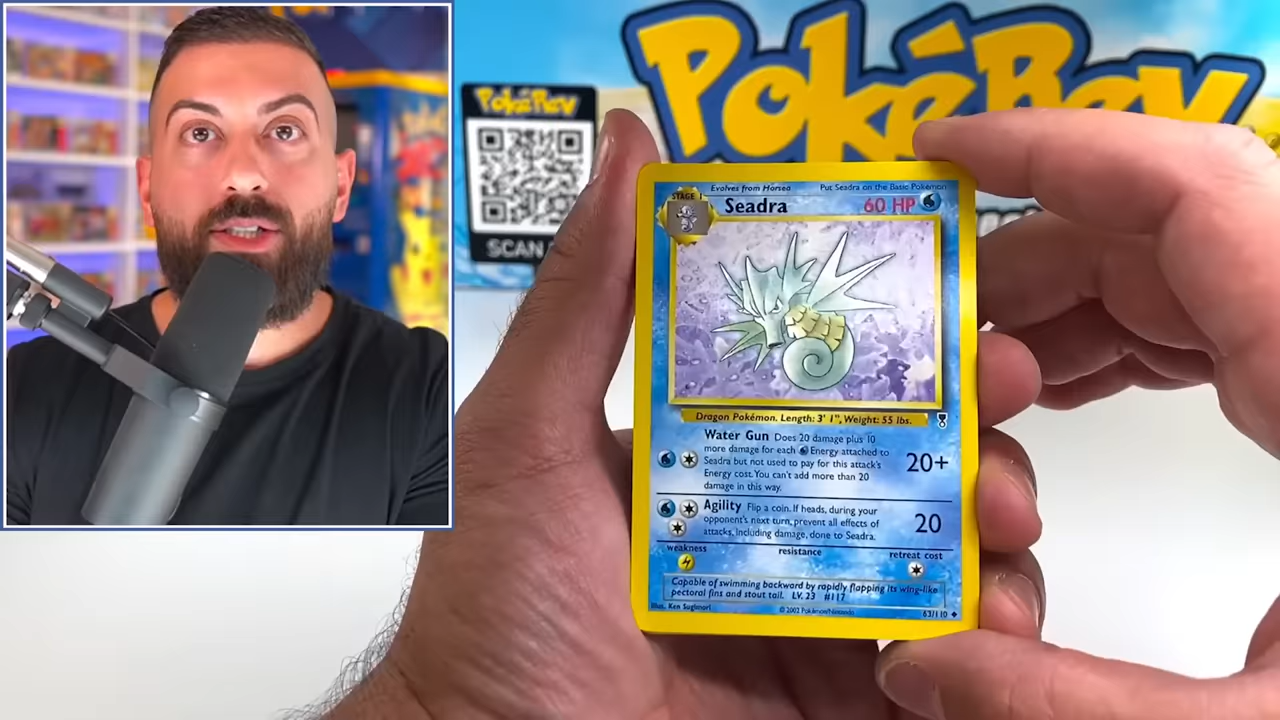 PokéRev
PokéRev
SCAN
STAGE 1
Evolves from Horsea
Put Seadra on the Basic Pokémon
Seadra
60 HP
Dragon Pokémon. Length: 3' 1", Weight: 55 lbs.
Water Gun Does 20 damage plus 10
more damage for each Energy attached to
Seadra but not used to pay for this attack's
Energy cost. You can't add more than 20
damage in this way.
20+
Agility Flip a coin. If heads, during your
opponent's next turn, prevent all effects of
attacks, including damage, done to Seadra.
20
weakness
resistance
retreat cost
Capable of swimming backward by rapidly flapping its wing-like
pectoral fins and stout tail. LV. 23 #117
Illus. Ken Sugimori
© 2002 Pokémon/Nintendo
63/110